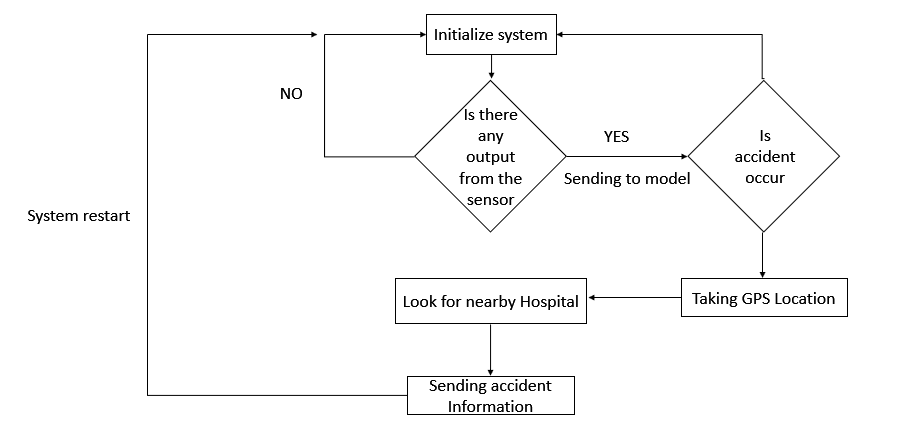 Initialize system
NO
Is there
any
output
from the
sensor
YES
Sending to model
Is
accident
occur
System restart
Look for nearby Hospital
Taking GPS Location
Sending accident
Information